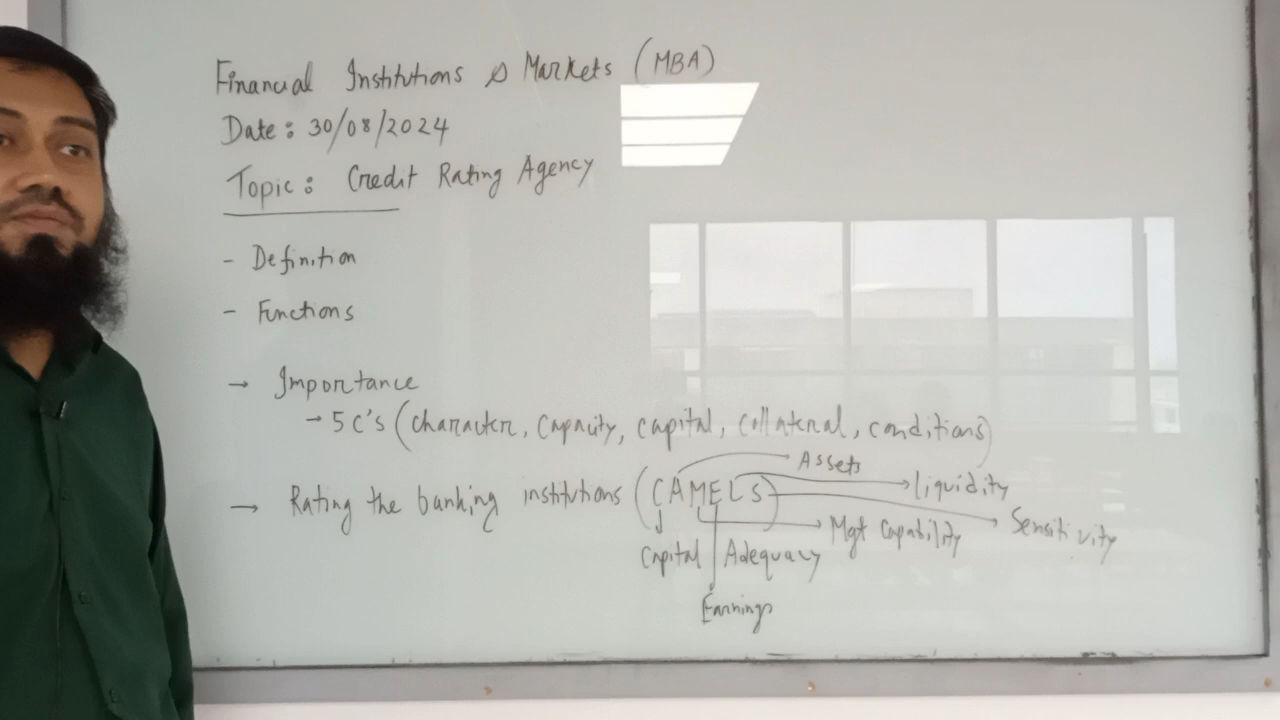 Financial Institutions & Markets (MBA)
Date : 30/08/2024
Topic : Credit Rating Agency
- Definition
- Functions
→ Importance
→ 5 C's (character, capacity, capital, collateral, conditions)
→ Rating the banking institutions (CAMELS)
Assets
liquidity
Sensitivity
Mgt Capability
Capital Adequacy
Earnings